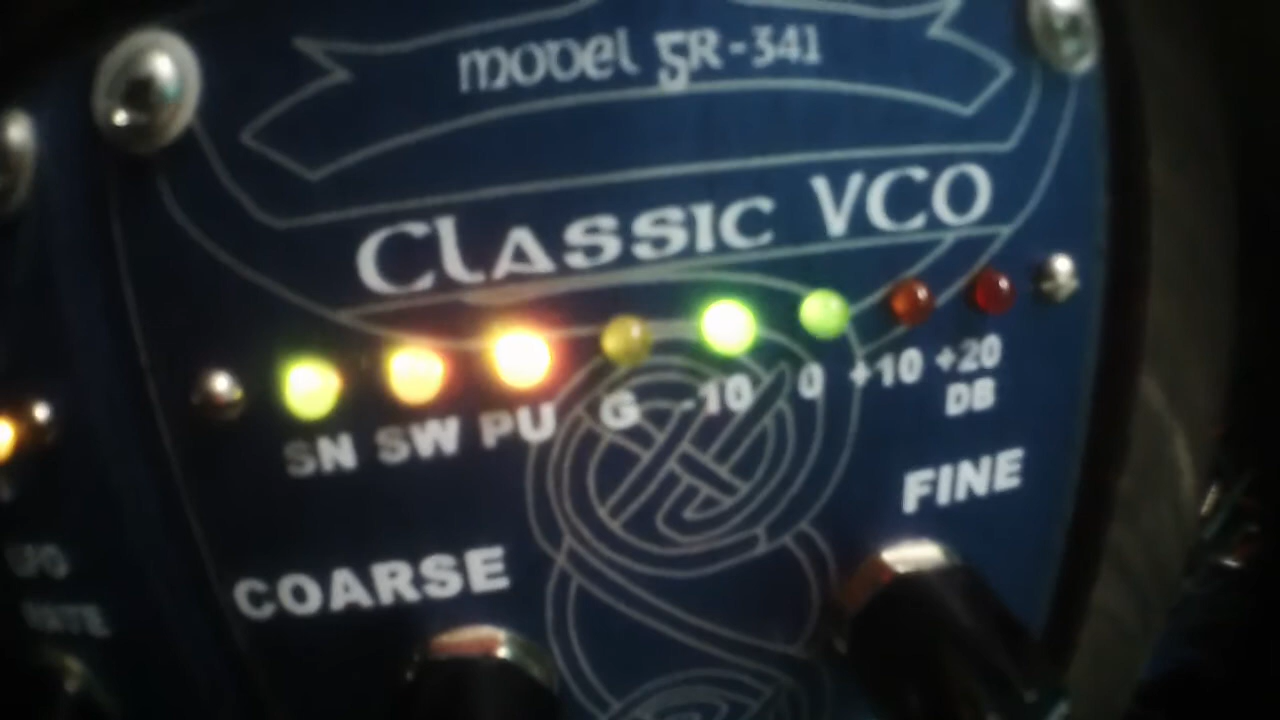 model GR-341
Classic VCO
SN SW PU G -10 0 +10 +20
DB
FINE
COARSE